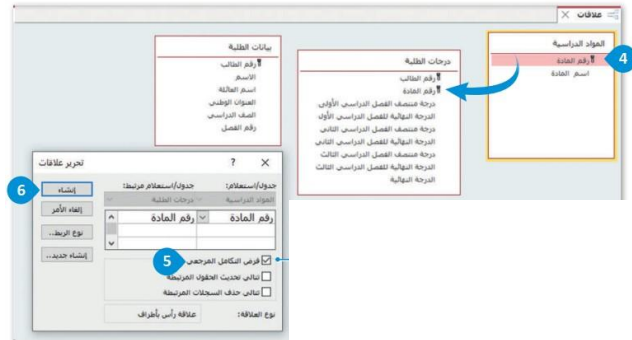 علاقات
المواد الدراسية
رقم المادة
اسم المادة
4
درجات الطلبة
رقم الطالب
رقم المادة
درجة منتصف الفصل الدراسي الأولى
الدرجة النهائية للفصل الدراسي الأول
درجة منتصف الفصل الدراسي الثاني
الدرجة النهائية للفصل الدراسي الثاني
درجة منتصف الفصل الدراسي الثالث
الدرجة النهائية للفصل الدراسي الثالث
الدرجة النهائية
بيانات الطلبة
رقم الطالب
الاسم
اسم العائلة
العنوان الوطني
الصف الدراسي
رقم الفصل
تحرير علاقات
?
جدول/استعلام:
جدول/استعلام مرتبط:
المواد الدراسية
درجات الطلبة
رقم المادة
رقم المادة
إنشاء
6
إلغاء الأمر
نوع الربط..
إنشاء جديد..
فرض التكامل المرجعي
5
تتالي تحديث الحقول المرتبطة
تتالي حذف السجلات المرتبطة
نوع العلاقة:
علاقة رأس بأطراف